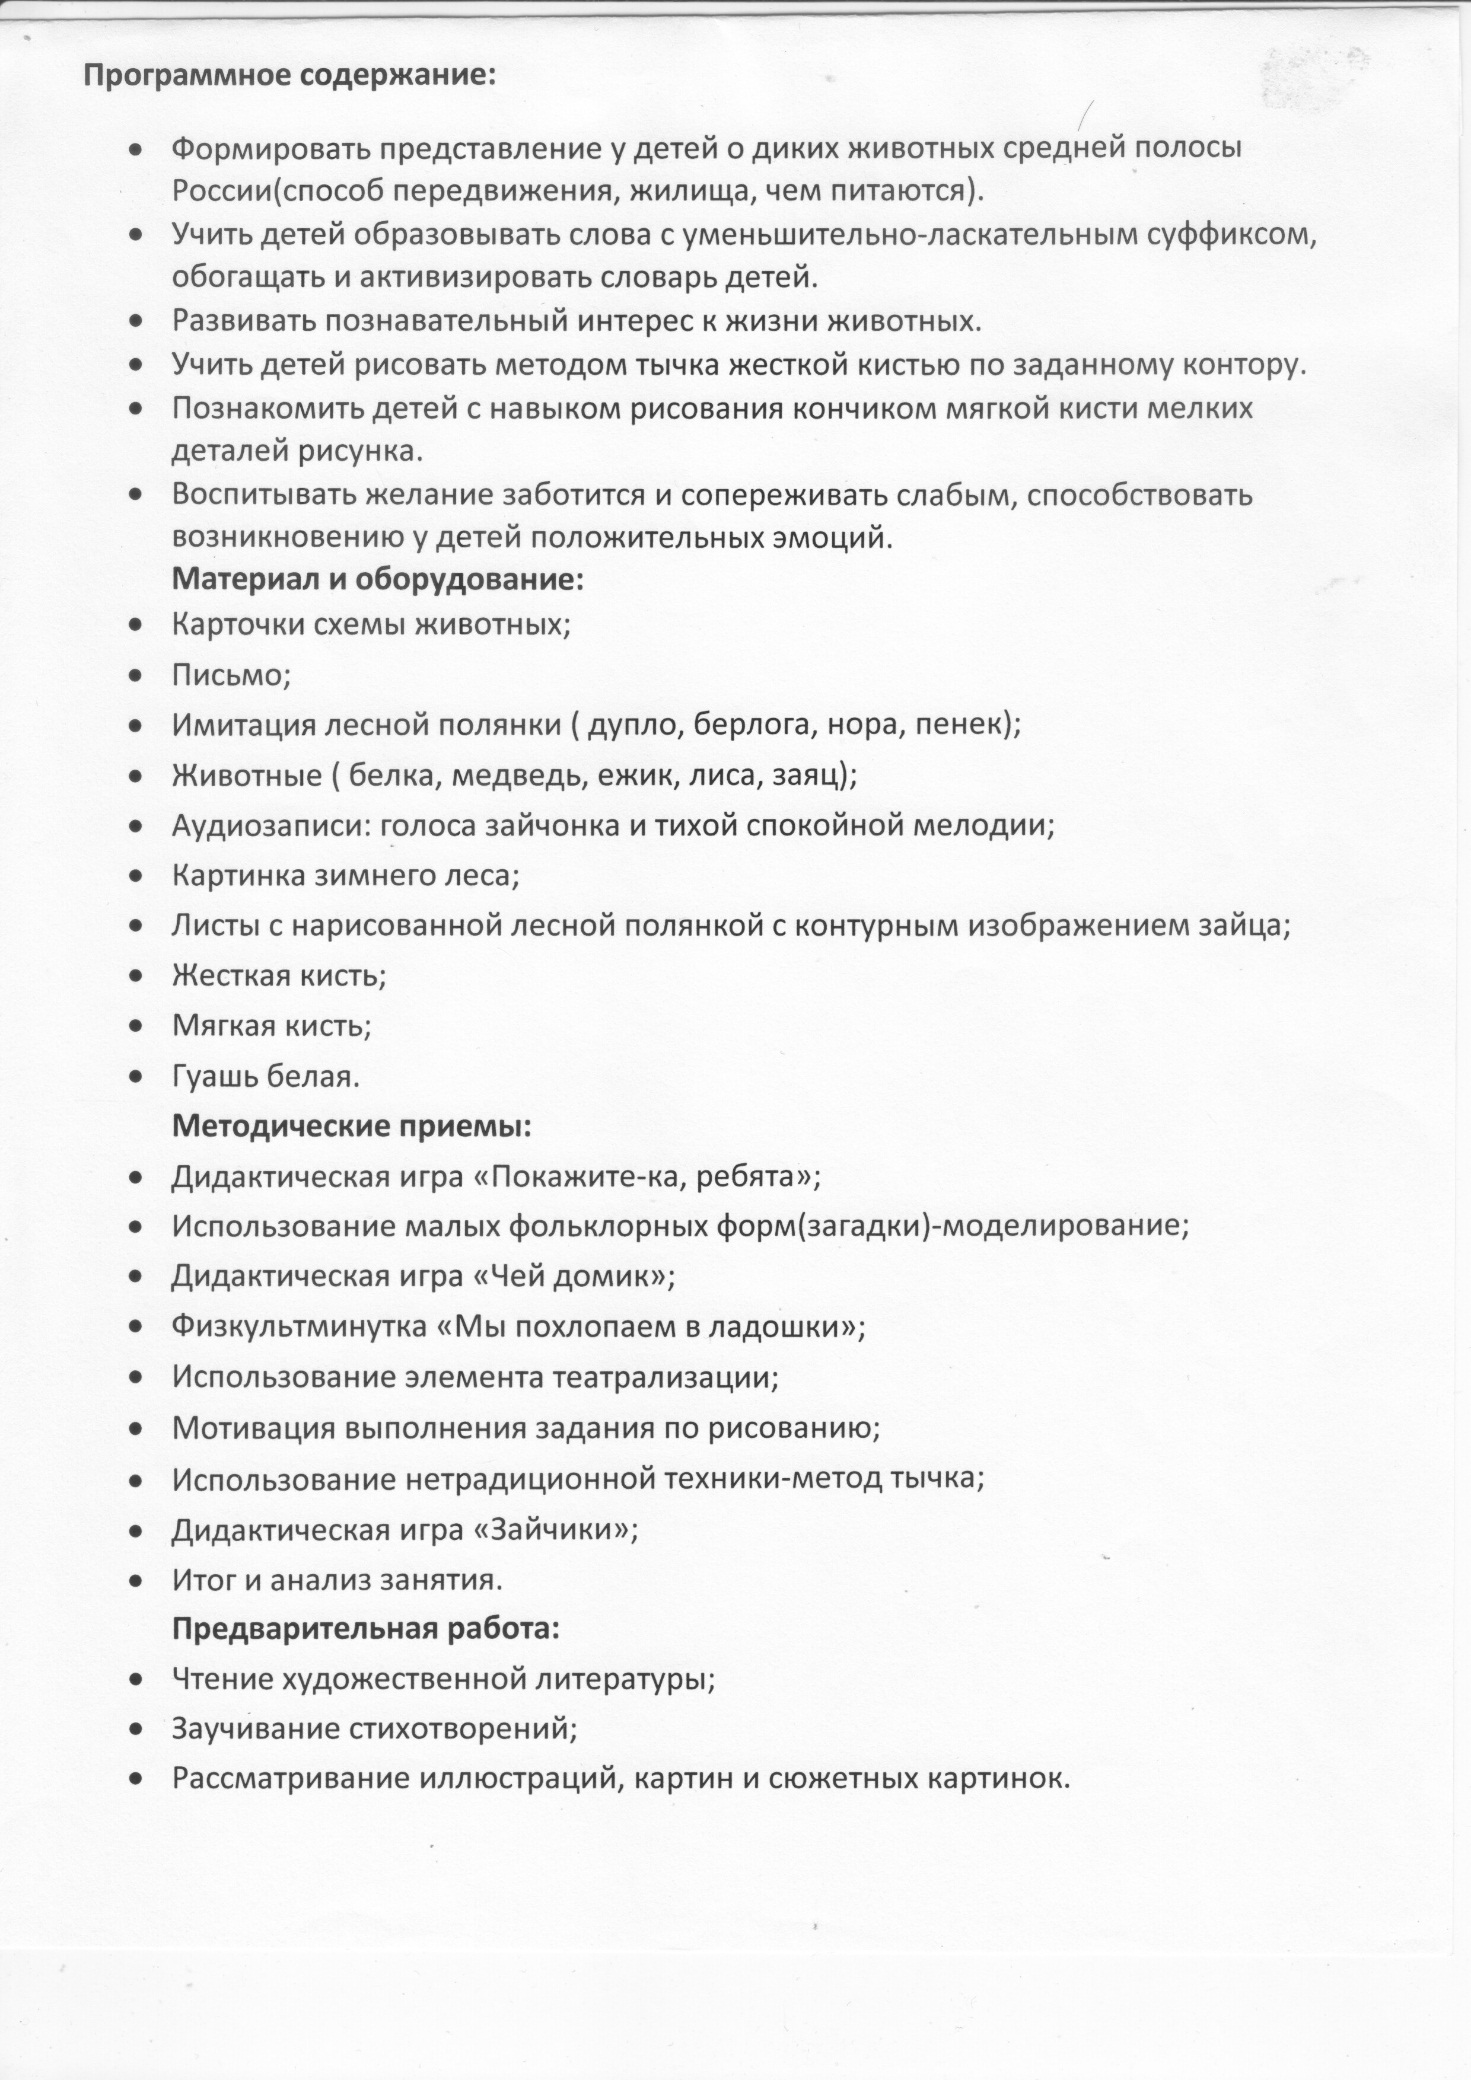 Программное содержание:
• Формировать представление у детей о диких животных средней полосы
России(способ передвижения, жилища, чем питаются).
• Учить детей образовывать слова с уменьшительно-ласкательным суффиксом,
обогащать и активизировать словарь детей.
• Развивать познавательный интерес к жизни животных.
• Учить детей рисовать методом тычка жесткой кистью по заданному контору.
• Познакомить детей с навыком рисования кончиком мягкой кисти мелких
деталей рисунка.
• Воспитывать желание заботится и сопереживать слабым, способствовать
возникновению у детей положительных эмоций.
Материал и оборудование:
• Карточки схемы животных;
• Письмо;
• Имитация лесной полянки ( дупло, берлога, нора, пенек);
• Животные ( белка, медведь, ежик, лиса, заяц);
• Аудиозаписи: голоса зайчонка и тихой спокойной мелодии;
• Картинка зимнего леса;
• Листы с нарисованной лесной полянкой с контурным изображением зайца;
• Жесткая кисть;
• Мягкая кисть;
• Гуашь белая.
Методические приемы:
• Дидактическая игра «Покажите-ка, ребята»;
• Использование малых фольклорных форм(загадки)-моделирование;
• Дидактическая игра «Чей домик»;
• Физкультминутка «Мы похлопаем в ладошки»;
• Использование элемента театрализации;
• Мотивация выполнения задания по рисованию;
• Использование нетрадиционной техники-метод тычка;
• Дидактическая игра «Зайчики»;
• Итог и анализ занятия.
Предварительная работа:
• Чтение художественной литературы;
• Заучивание стихотворений;
• Рассматривание иллюстраций, картин и сюжетных картинок.